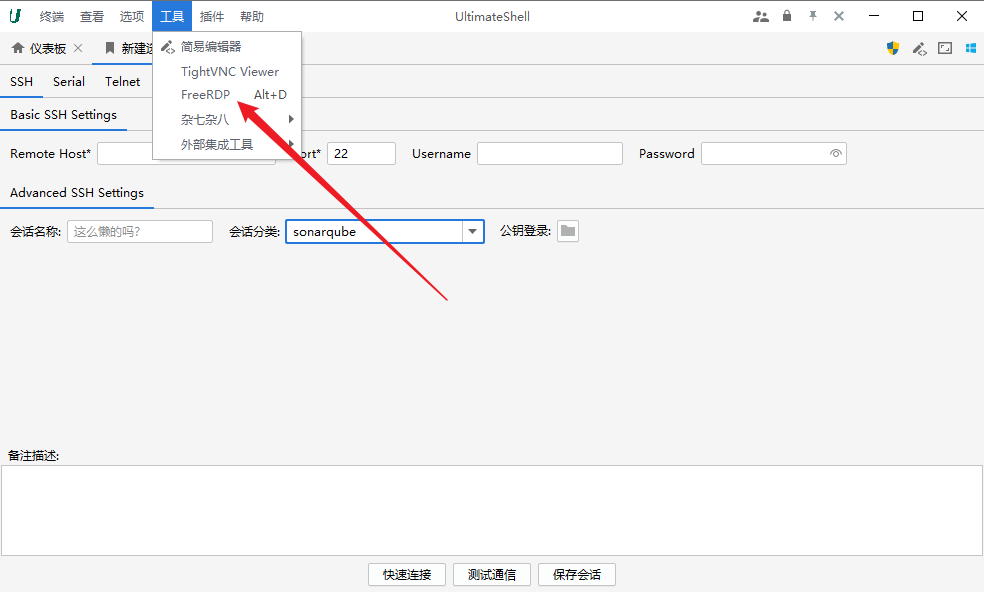 终端 查看 选项 工具 插件 帮助 UltimateShell
仪表板 新建
简易编辑器
TightVNC Viewer
FreeRDP Alt+D
杂七杂八
外部集成工具
SSH Serial Telnet
Basic SSH Settings
Remote Host* ort* 22 Username Password
Advanced SSH Settings
会话名称: 这么懒的吗? 会话分类: sonarqube 公钥登录:
备注描述:
快速连接 测试通信 保存会话